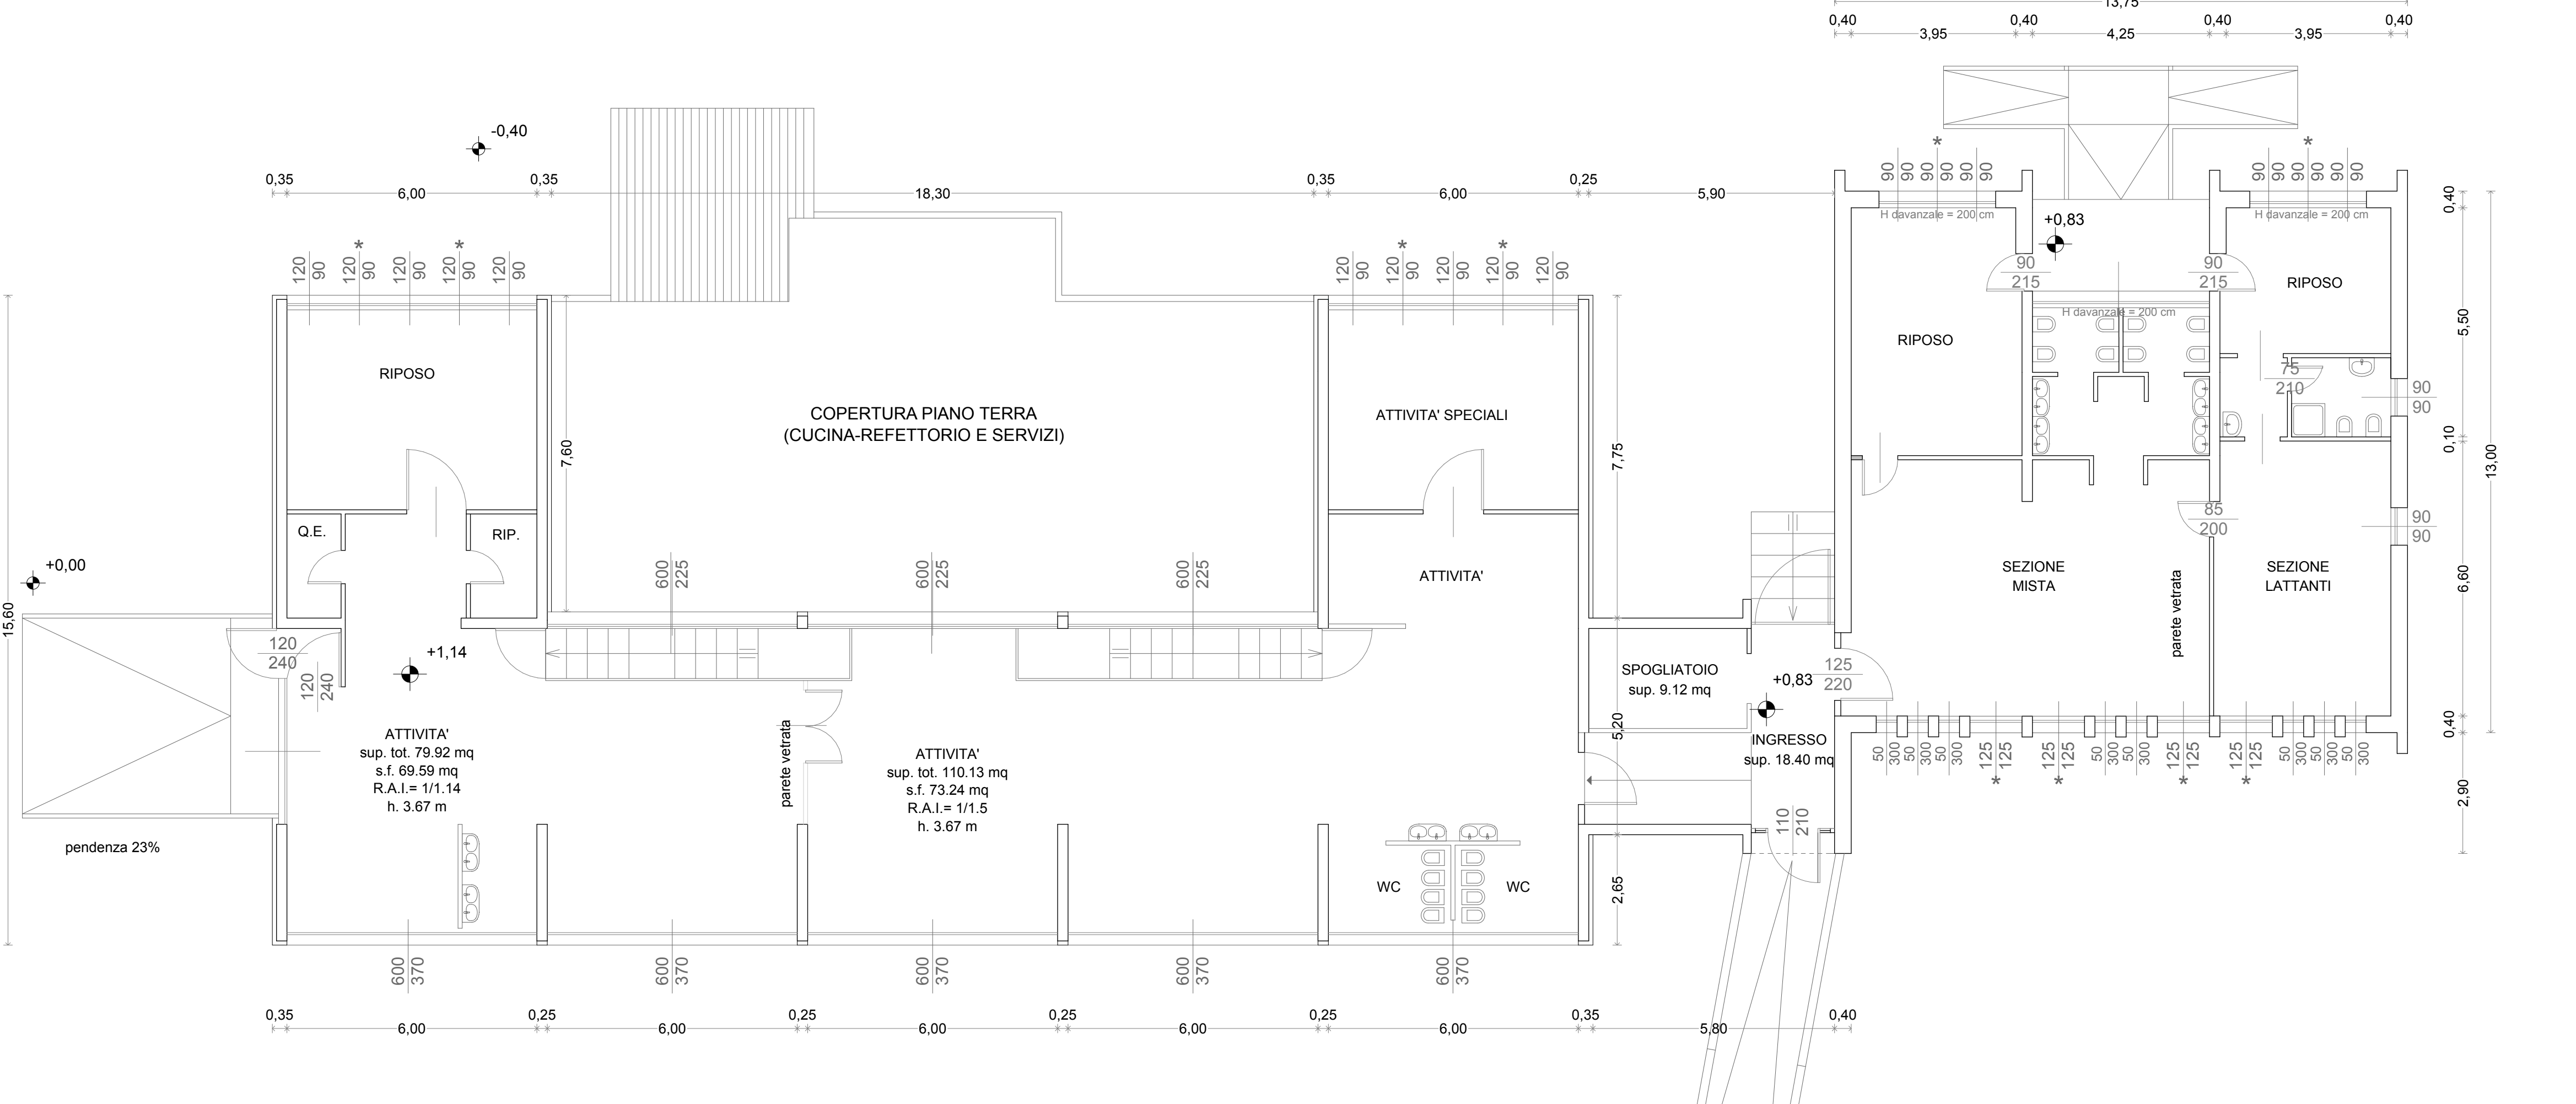 13,75
0,40 0,40 0,40 0,40
3,95 4,25 3,95
-0,40
0,35 0,35 0,35 0,25
6,00 18,30 6,00 5,90
* *
90 90 90 90 90 90
90 90 90 90 90 90
H davanzale = 200 cm
H davanzale = 200 cm
0,40
+0,83
* *
120 90 120 90 120 90 120 90 120 90
* *
120 90 120 90 120 90 120 90 120 90
90
215
90
215
RIPOSO
H davanzale = 200 cm
5,50
RIPOSO
RIPOSO
75
210
90
90
COPERTURA PIANO TERRA
(CUCINA-REFETTORIO E SERVIZI)
ATTIVITA' SPECIALI
7,60
7,75
0,10
13,00
85
200
90
90
Q.E.
RIP.
+0,00
600 225
600 225
600 225
ATTIVITA'
SEZIONE
MISTA
parete vetrata
SEZIONE
LATTANTI
6,60
15,60
120
240
120 240
+1,14
SPOGLIATOIO
sup. 9.12 mq
125
220
+0,83
ATTIVITA'
sup. tot. 79.92 mq
s.f. 69.59 mq
R.A.I.= 1/1.14
h. 3.67 m
parete vetrata
ATTIVITA'
sup. tot. 110.13 mq
s.f. 73.24 mq
R.A.I.= 1/1.5
h. 3.67 m
5,20
INGRESSO
sup. 18.40 mq
0,40
50 300 50 300 50 300 125 125 125 125 50 300 50 300 125 125 125 125 50 300 50 300 50 300
* * * *
2,90
110 210
pendenza 23%
WC
WC
2,65
600 370
600 370
600 370
600 370
600 370
0,35 0,25 0,25 0,25 0,25 0,35 0,40
6,00 6,00 6,00 6,00 6,00 5,80